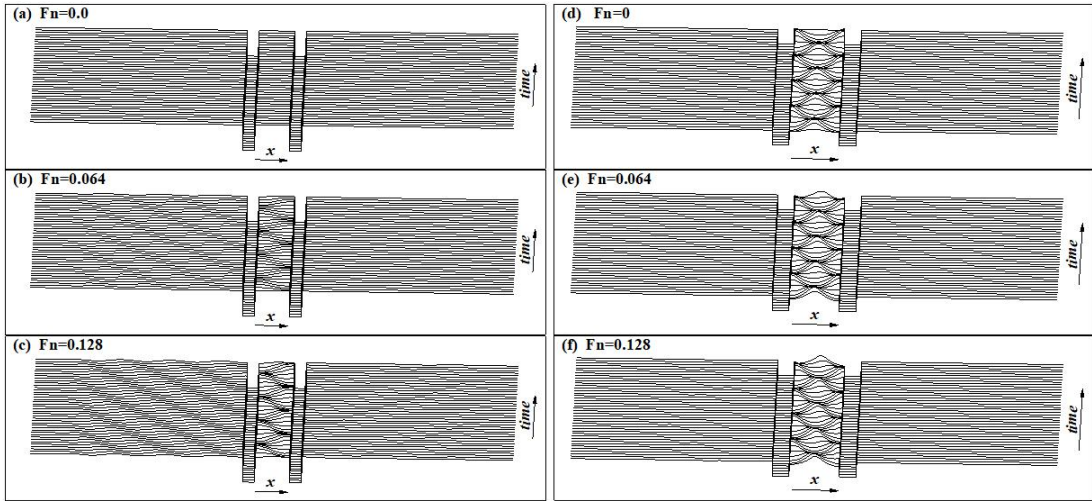 (a) Fn=0.0
time
x
(b) Fn=0.064
time
x
(c) Fn=0.128
time
x
(d) Fn=0
time
x
(e) Fn=0.064
time
x
(f) Fn=0.128
time
x